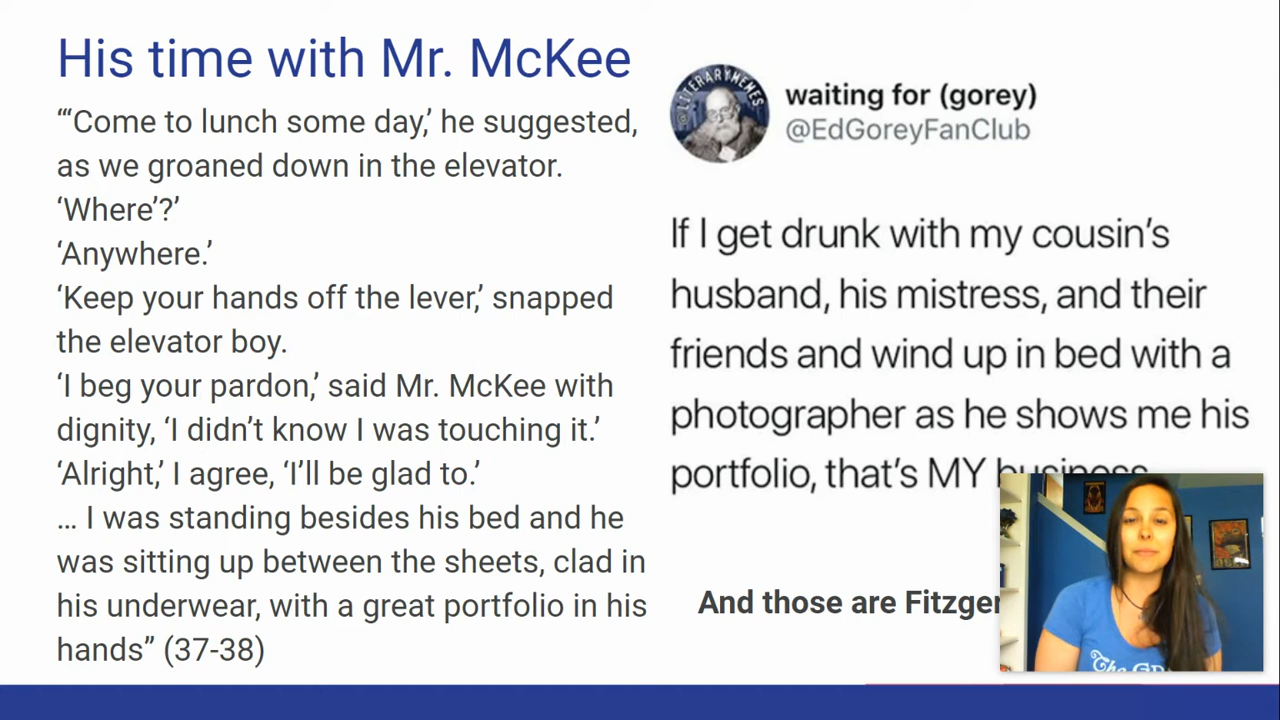 His time with Mr. McKee
“‘Come to lunch some day,’ he suggested,
as we groaned down in the elevator.
‘Where’?’
‘Anywhere.’
‘Keep your hands off the lever,’ snapped
the elevator boy.
‘I beg your pardon,’ said Mr. McKee with
dignity, ‘I didn’t know I was touching it.’
‘Alright,’ I agree, ‘I’ll be glad to.’
… I was standing besides his bed and he
was sitting up between the sheets, clad in
his underwear, with a great portfolio in his
hands” (37-38)
@LITERARYMEMES
waiting for (gorey)
@EdGoreyFanClub
If I get drunk with my cousin’s
husband, his mistress, and their
friends and wind up in bed with a
photographer as he shows me his
portfolio, that’s MY business
And those are
The